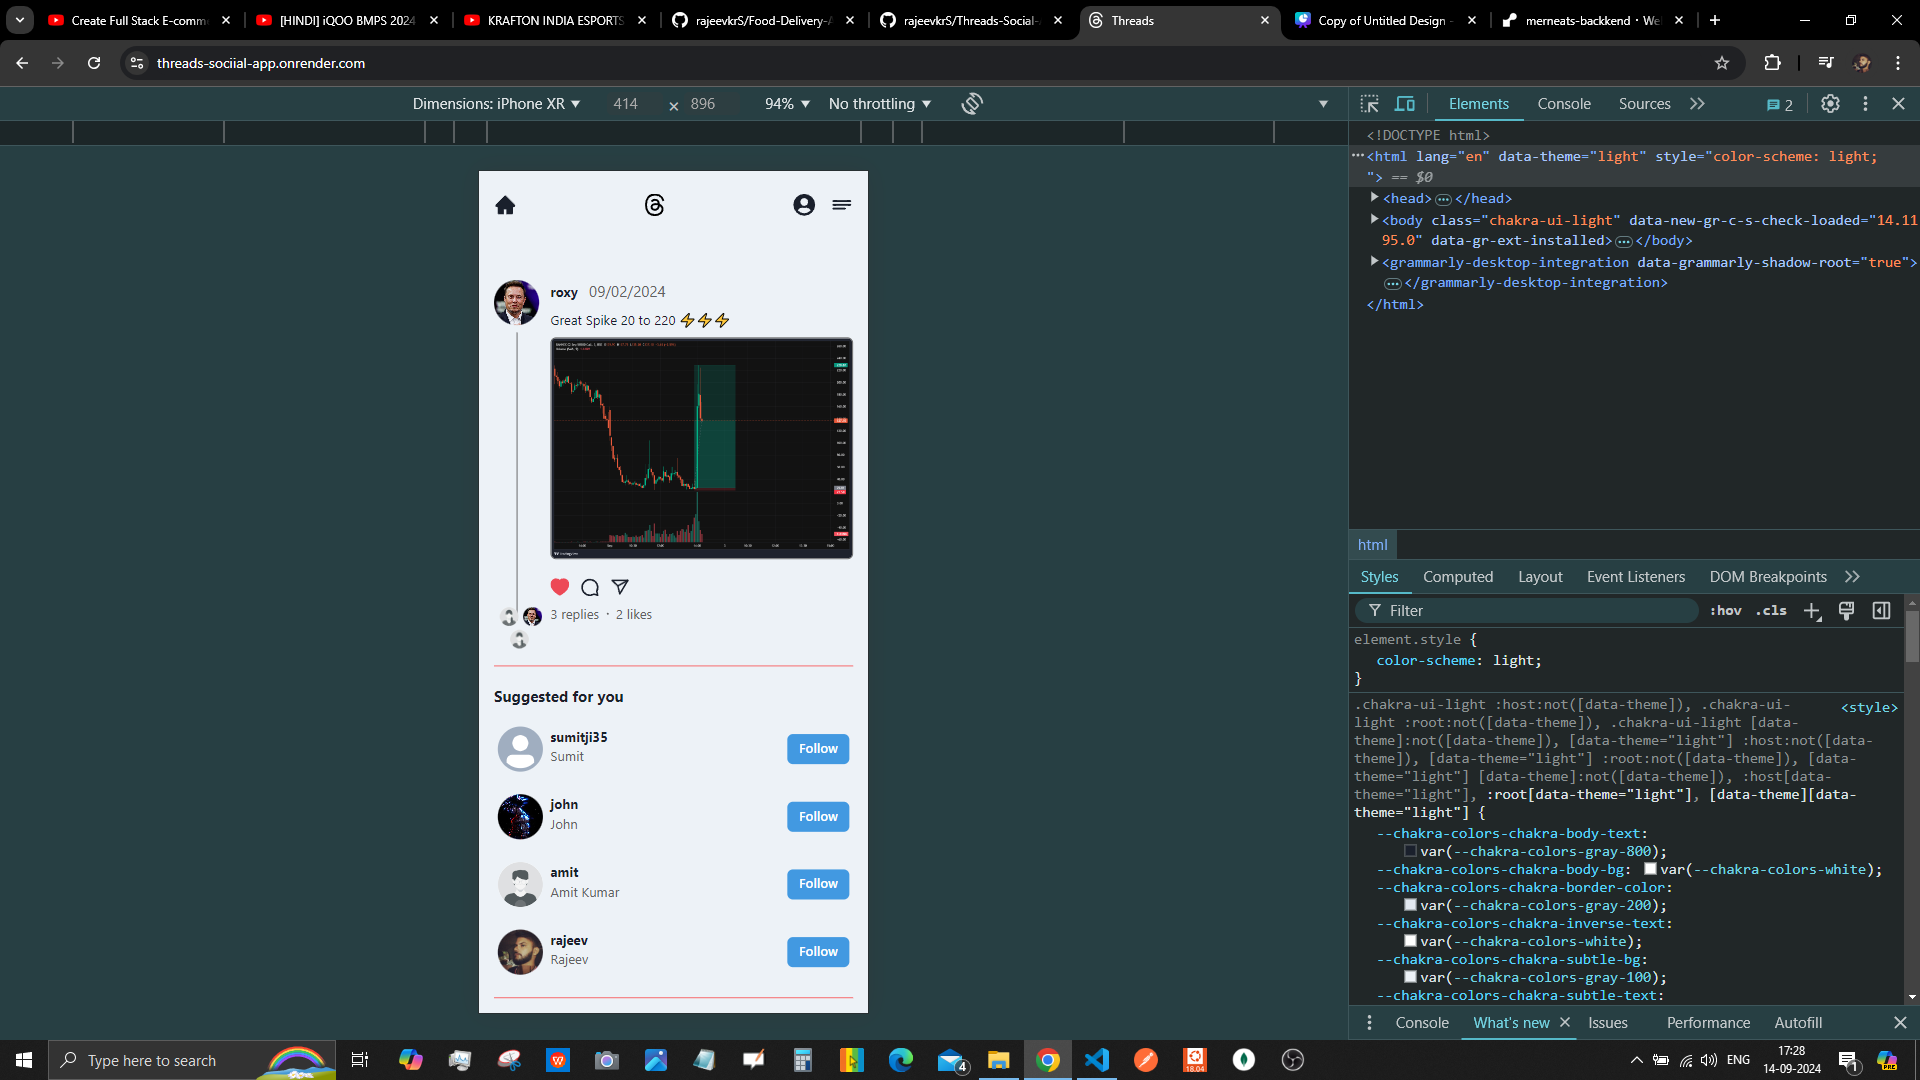 Create Full Stack E-comme
[HINDI] iQOO BMPS 2024
KRAFTON INDIA ESPORTS
rajeevkrS/Food-Delivery-A
rajeevkrS/Threads-Social-
Threads
Copy of Untitled Design -
merneats-backkend · We
threads-sociial-app.onrender.com
Dimensions: iPhone XR
414
896
94%
No throttling
Elements
Console
Sources
2
<!DOCTYPE html>
<html lang="en" data-theme="light" style="color-scheme: light;
"> == $0
<head> </head>
<body class="chakra-ui-light" data-new-gr-c-s-check-loaded="14.11
95.0" data-gr-ext-installed> </body>
<grammarly-desktop-integration data-grammarly-shadow-root="true">
</grammarly-desktop-integration>
</html>
roxy 09/02/2024
Great Spike 20 to 220 ⚡⚡⚡
3 replies · 2 likes
Suggested for you
sumitji35
Sumit
Follow
john
John
Follow
amit
Amit Kumar
Follow
rajeev
Rajeev
Follow
html
Styles
Computed
Layout
Event Listeners
DOM Breakpoints
Filter
:hov
.cls
element.style {
color-scheme: light;
}
.chakra-ui-light :host:not([data-theme]), .chakra-ui-
<style>
light :root:not([data-theme]), .chakra-ui-light [data-
theme]:not([data-theme]), [data-theme="light"] :host:not([data-
theme]), [data-theme="light"] :root:not([data-theme]), [data-
theme="light"] [data-theme]:not([data-theme]), :host[data-
theme="light"], :root[data-theme="light"], [data-theme][data-
theme="light"] {
--chakra-colors-chakra-body-text:
var(--chakra-colors-gray-800);
--chakra-colors-chakra-body-bg: var(--chakra-colors-white);
--chakra-colors-chakra-border-color:
var(--chakra-colors-gray-200);
--chakra-colors-chakra-inverse-text:
var(--chakra-colors-white);
--chakra-colors-chakra-subtle-bg:
var(--chakra-colors-gray-100);
--chakra-colors-chakra-subtle-text:
Console
What's new
Issues
Performance
Autofill
Type here to search
4
18.04
ENG
17:28
14-09-2024
1
PRE